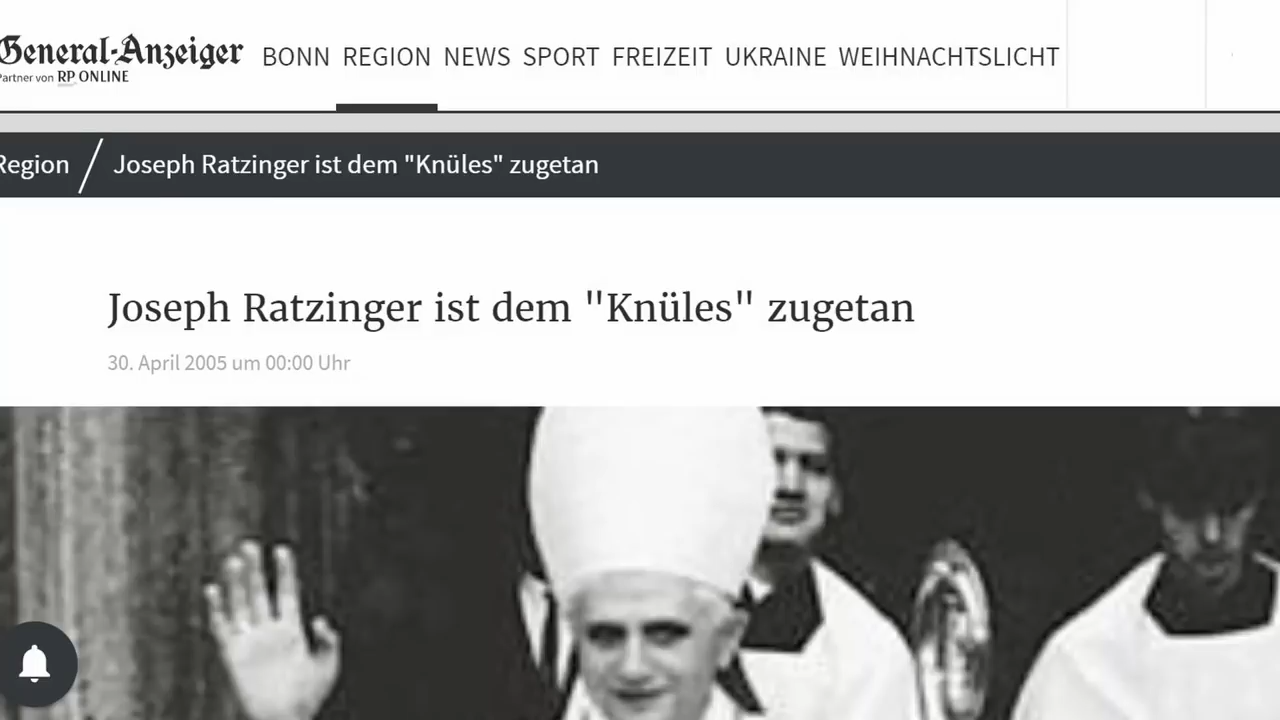 General-Anzeiger
Partner von RP ONLINE
BONN REGION NEWS SPORT FREIZEIT UKRAINE WEIHNACHTSLICHT
Region / Joseph Ratzinger ist dem "Knüles" zugetan
Joseph Ratzinger ist dem "Knüles" zugetan
30. April 2005 um 00:00 Uhr